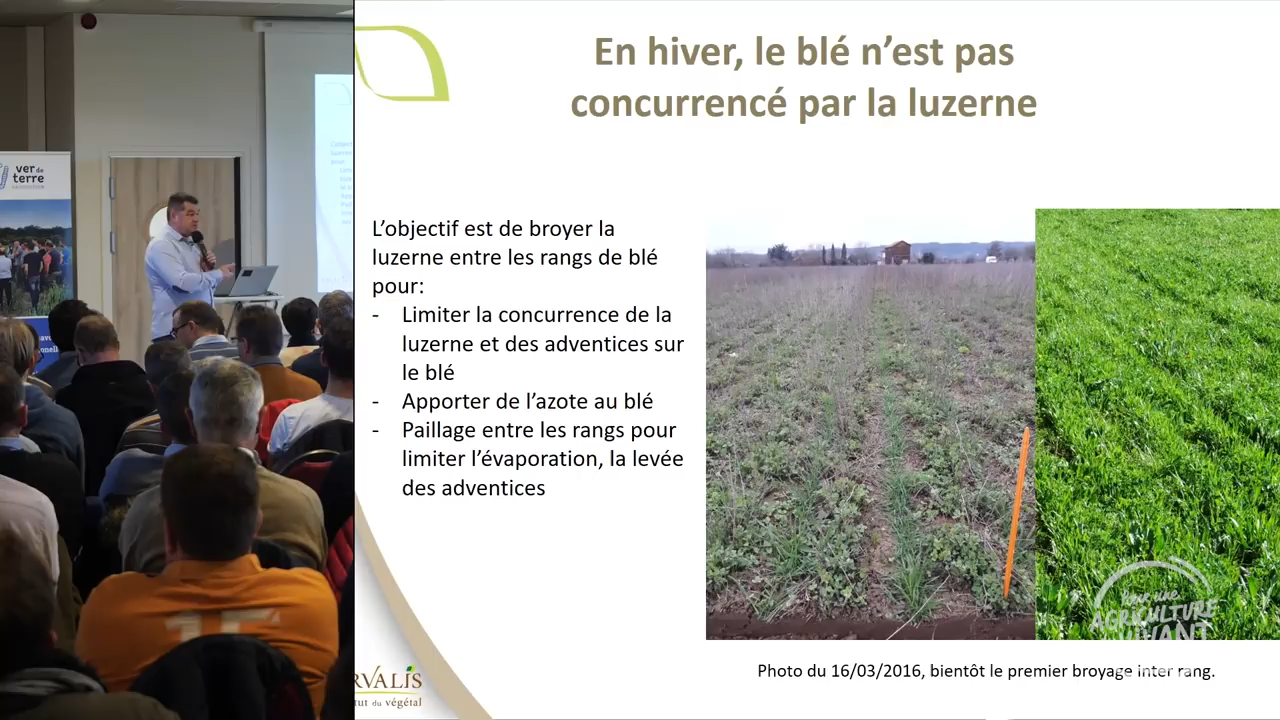 En hiver, le blé n’est pas
concurrencé par la luzerne
L’objectif est de broyer la
luzerne entre les rangs de blé
pour:
- Limiter la concurrence de la
luzerne et des adventices sur
le blé
- Apporter de l’azote au blé
- Paillage entre les rangs pour
limiter l’évaporation, la levée
des adventices
Photo du 16/03/2016, bientôt le premier broyage inter rang.
ver de
terre
Pour une
AGRICULTURE
VIVANT
RVALIS
tut du végétal
15